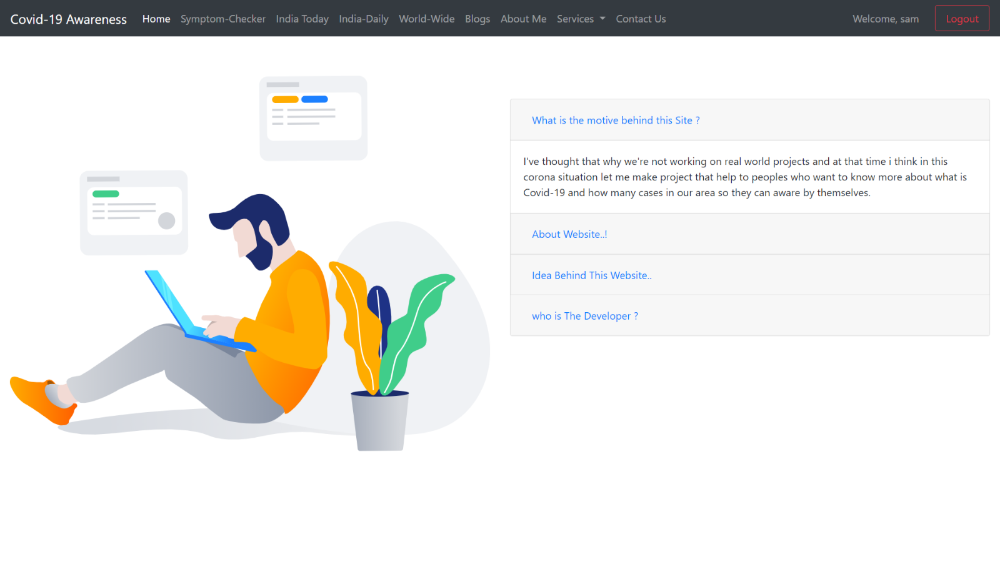 Covid-19 Awareness Home Symptom-Checker India Today India-Daily World-Wide Blogs About Me Services Contact Us Welcome, sam Logout
What is the motive behind this Site ?
I've thought that why we're not working on real world projects and at that time i think in this
corona situation let me make project that help to peoples who want to know more about what is
Covid-19 and how many cases in our area so they can aware by themselves.
About Website..!
Idea Behind This Website..
who is The Developer ?